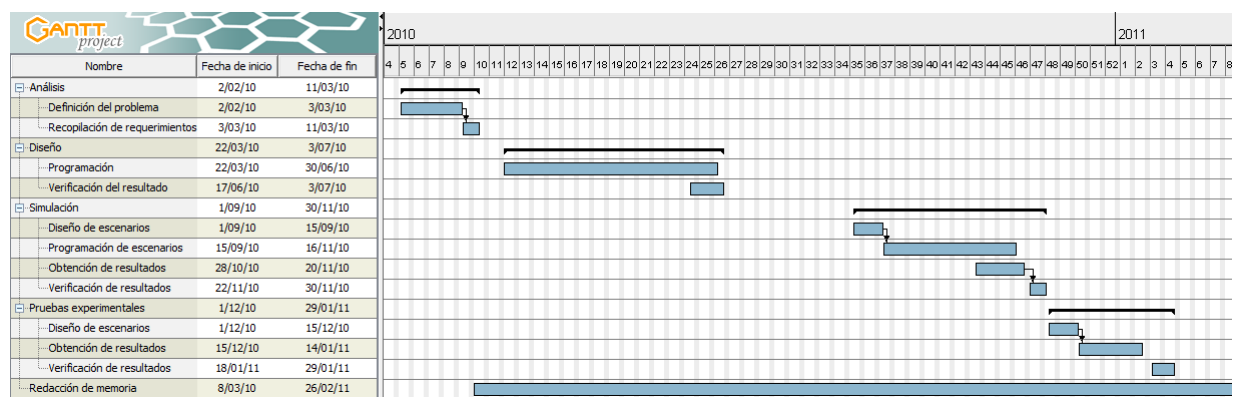 GANTT project
2010 2011
Nombre Fecha de inicio Fecha de fin 4 5 6 7 8 9 10 11 12 13 14 15 16 17 18 19 20 21 22 23 24 25 26 27 28 29 30 31 32 33 34 35 36 37 38 39 40 41 42 43 44 45 46 47 48 49 50 51 52 1 2 3 4 5 6 7 8
Análisis 2/02/10 11/03/10
Definición del problema 2/02/10 3/03/10
Recopilación de requerimientos 3/03/10 11/03/10
Diseño 22/03/10 3/07/10
Programación 22/03/10 30/06/10
Verificación del resultado 17/06/10 3/07/10
Simulación 1/09/10 30/11/10
Diseño de escenarios 1/09/10 15/09/10
Programación de escenarios 15/09/10 16/11/10
Obtención de resultados 28/10/10 20/11/10
Verificación de resultados 22/11/10 30/11/10
Pruebas experimentales 1/12/10 29/01/11
Diseño de escenarios 1/12/10 15/12/10
Obtención de resultados 15/12/10 14/01/11
Verificación de resultados 18/01/11 29/01/11
Redacción de memoria 8/03/10 26/02/11